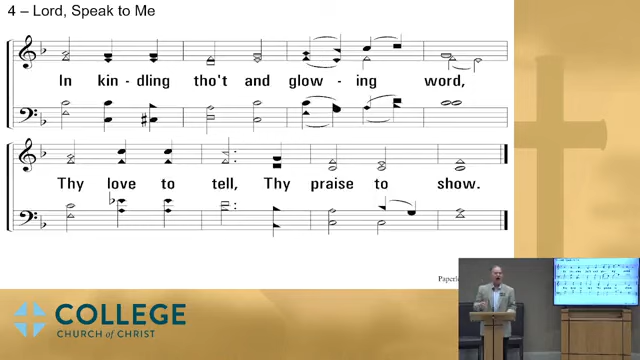 4 – Lord, Speak to Me
In kin - dling tho't and glow - ing word,
Thy love to tell, Thy praise to show.
COLLEGE
CHURCH of CHRIST